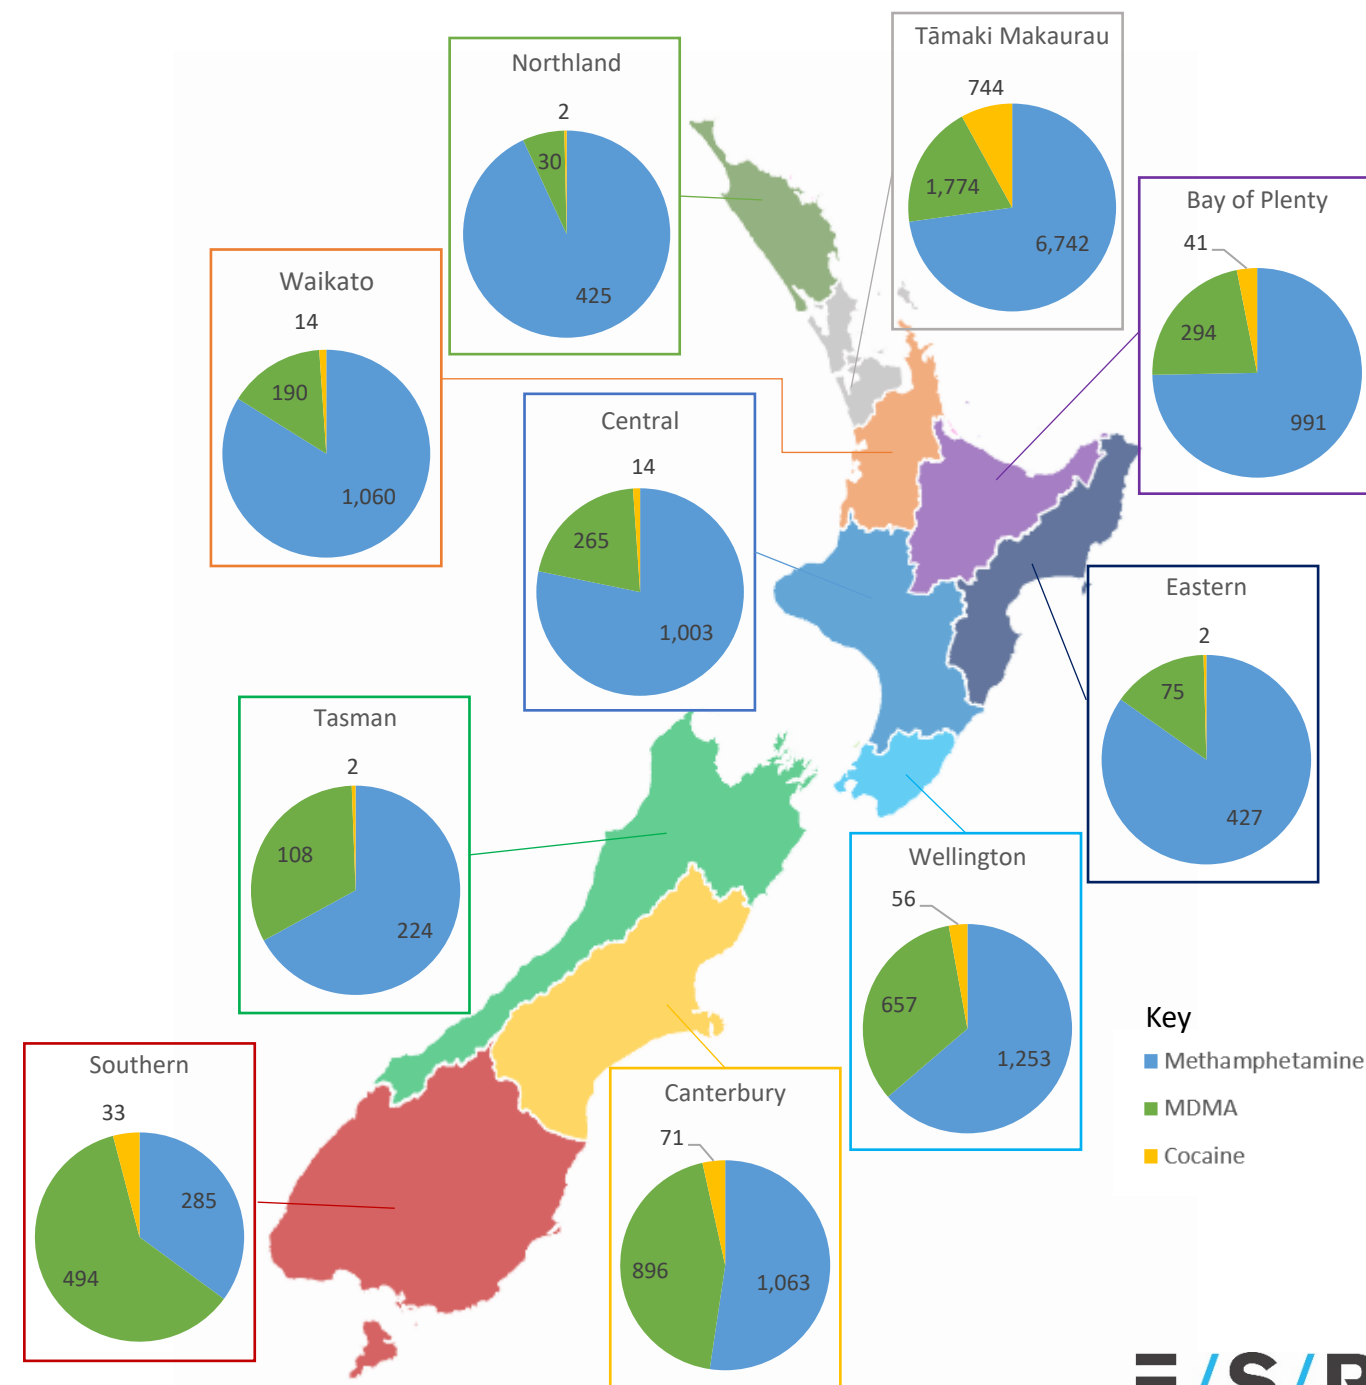 Tāmaki Makaurau
744
1,774
6,742
Northland
2
30
425
Bay of Plenty
41
294
991
Waikato
14
190
1,060
Central
14
265
1,003
Eastern
2
75
427
Tasman
2
108
224
Wellington
56
657
1,253
Key
Methamphetamine
MDMA
Cocaine
Southern
33
285
494
Canterbury
71
896
1,063
E/S/R